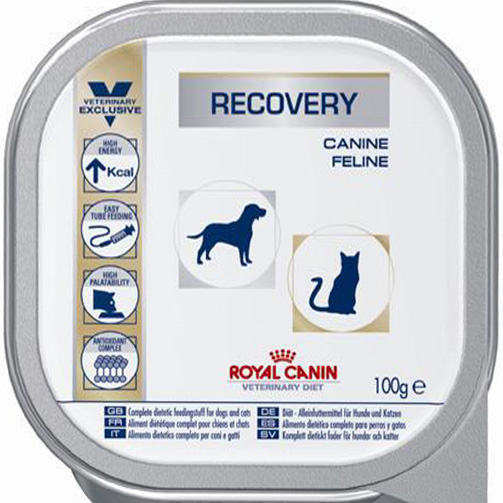 VETERINARY
EXCLUSIVE
RECOVERY
CANINE
FELINE
HIGH
ENERGY
Kcal
EASY
TUBE FEEDING
HIGH
PALATABILITY
ANTIOXIDANT
COMPLEX
ROYAL CANIN
VETERINARY DIET
100g e
GB Complete dietetic feedingstuff for dogs and cats
FR Aliment diététique complet pour chiens et chats
IT Alimento dietetico completo per cani e gatti
DE Diät - Alleinfuttermittel für Hunde und Katzen
ES Alimento dietético completo para perros y gatos
SV Komplett dietiskt foder för hundar och katter